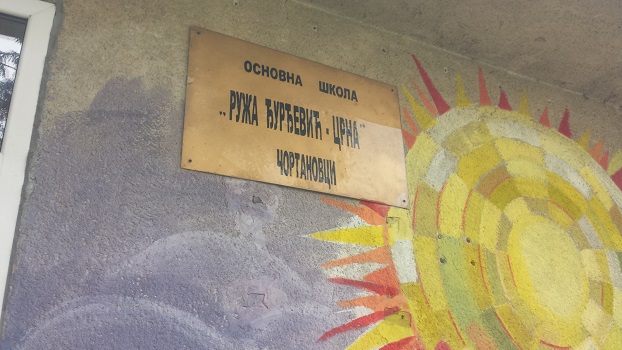 ОСНОВНА ШКОЛА
„РУЖА ЂУРЂЕВИЋ - ЦРНА"
ЧОРТАНОВЦИ